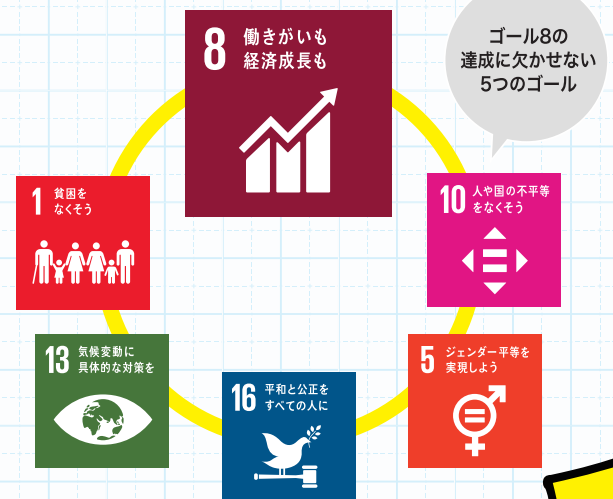 8 働きがいも
経済成長も
ゴール8の
達成に欠かせない
5つのゴール
1 貧困を
なくそう
10 人や国の不平等
をなくそう
13 気候変動に
具体的な対策を
5 ジェンダー平等を
実現しよう
16 平和と公正を
すべての人に